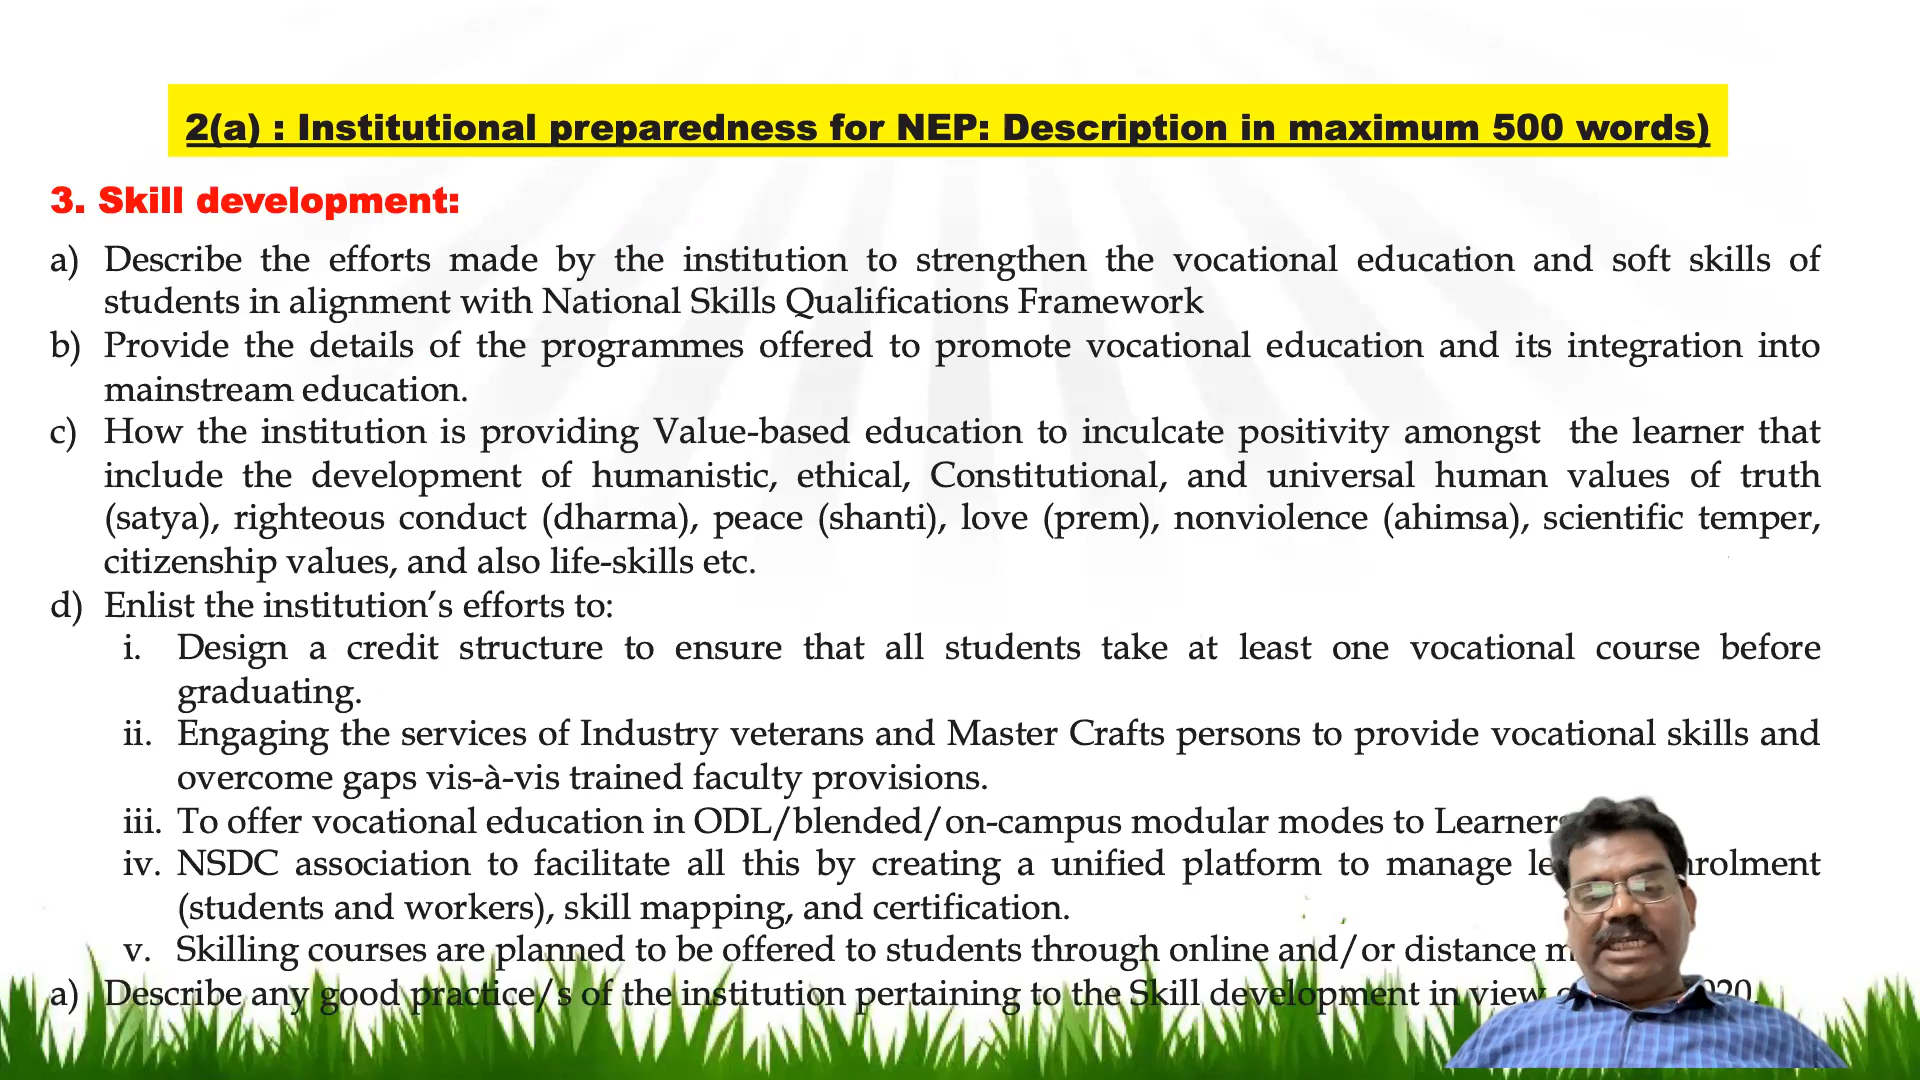 2(a) : Institutional preparedness for NEP: Description in maximum 500 words)
3. Skill development:
a) Describe the efforts made by the institution to strengthen the vocational education and soft skills of
students in alignment with National Skills Qualifications Framework
b) Provide the details of the programmes offered to promote vocational education and its integration into
mainstream education.
c) How the institution is providing Value-based education to inculcate positivity amongst the learner that
include the development of humanistic, ethical, Constitutional, and universal human values of truth
(satya), righteous conduct (dharma), peace (shanti), love (prem), nonviolence (ahimsa), scientific temper,
citizenship values, and also life-skills etc.
d) Enlist the institution’s efforts to:
i. Design a credit structure to ensure that all students take at least one vocational course before
graduating.
ii. Engaging the services of Industry veterans and Master Crafts persons to provide vocational skills and
overcome gaps vis-à-vis trained faculty provisions.
iii. To offer vocational education in ODL/blended/on-campus modular modes to Learners
iv. NSDC association to facilitate all this by creating a unified platform to manage
(students and workers), skill mapping, and certification.
v. Skilling courses are planned to be offered to students through online and/or distance
a) Describe any good practice/s of the institution pertaining to the Skill development in view